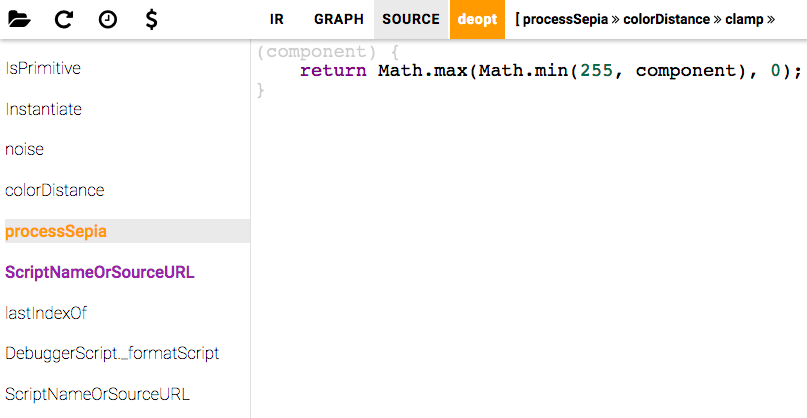 $ IR GRAPH SOURCE deopt [ processSepia » colorDistance » clamp »
IsPrimitive
Instantiate
noise
colorDistance
processSepia
ScriptNameOrSourceURL
lastIndexOf
DebuggerScript._formatScript
ScriptNameOrSourceURL
(component) {
    return Math.max(Math.min(255, component), 0);
}